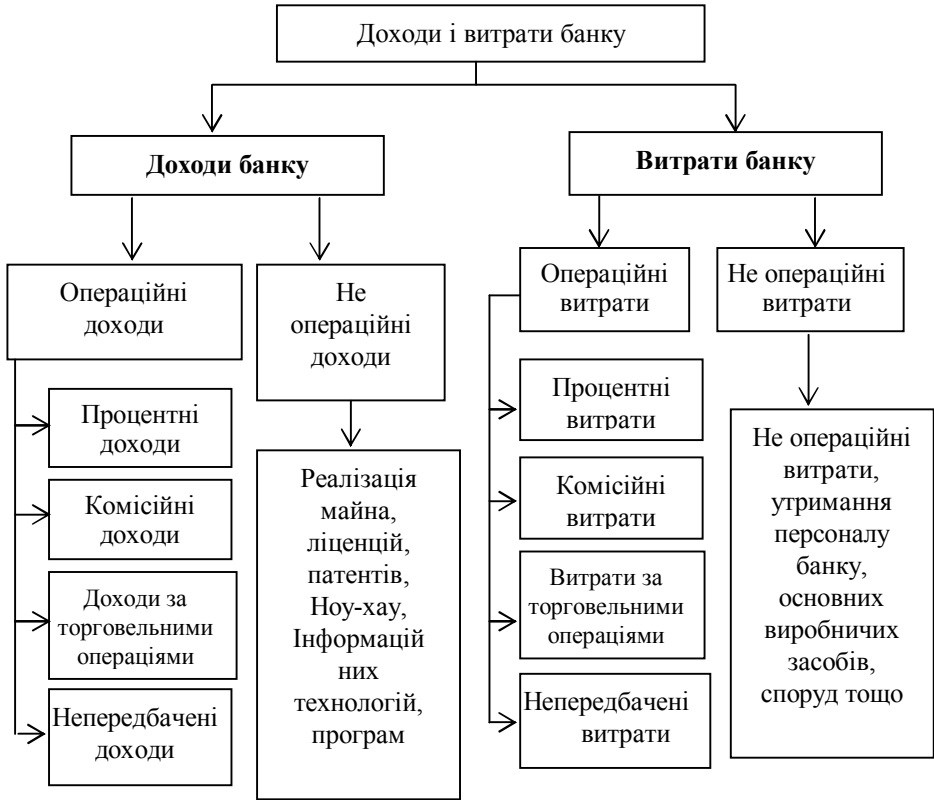 Доходи і витрати банку
Доходи банку
Витрати банку
Операційні
доходи
Не
операційні
доходи
Операційні
витрати
Не операційні
витрати
Процентні
доходи
Комісійні
доходи
Доходи за
торговельними
операціями
Непередбачені
доходи
Реалізація
майна,
ліценцій,
патентів,
Ноу-хау,
Інформацій
них
технологій,
програм
Процентні
витрати
Комісійні
витрати
Витрати за
торговельними
операціями
Непередбачені
витрати
Не операційні
витрати,
утримання
персоналу
банку,
основних
виробничих
засобів,
споруд тощо